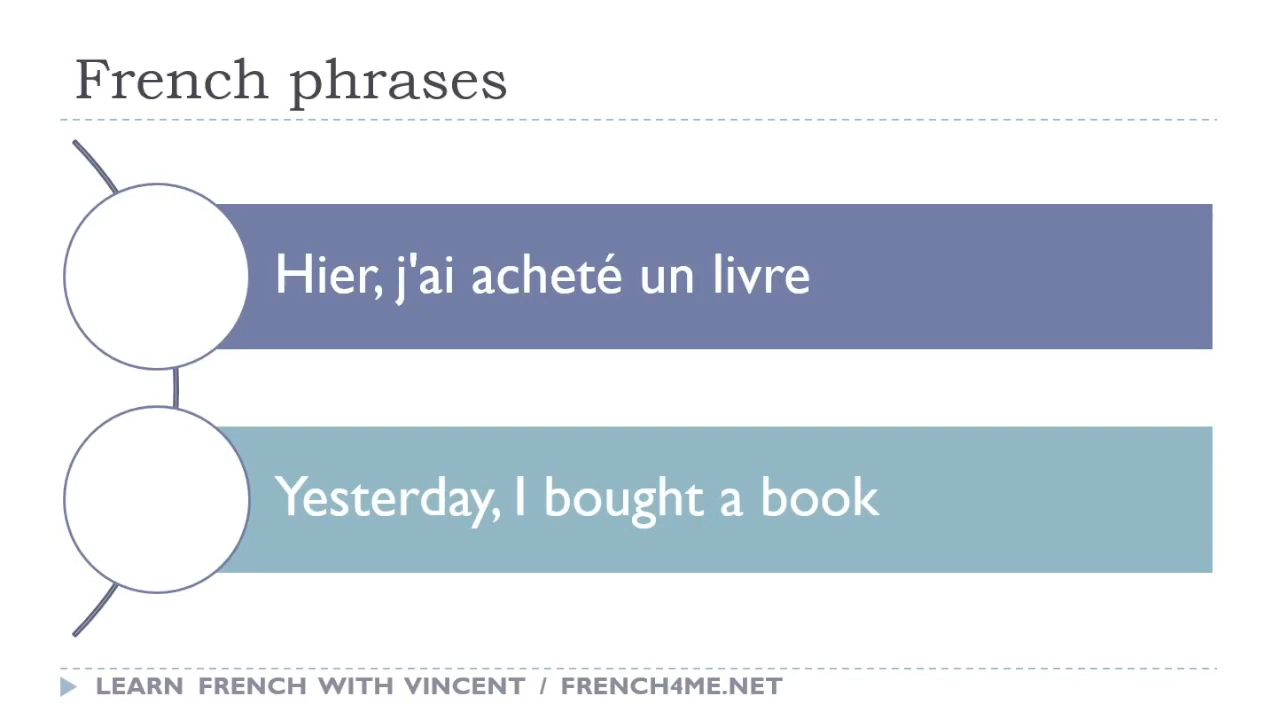 French phrases
Hier, j'ai acheté un livre
Yesterday, I bought a book
LEARN FRENCH WITH VINCENT / FRENCH4ME.NET